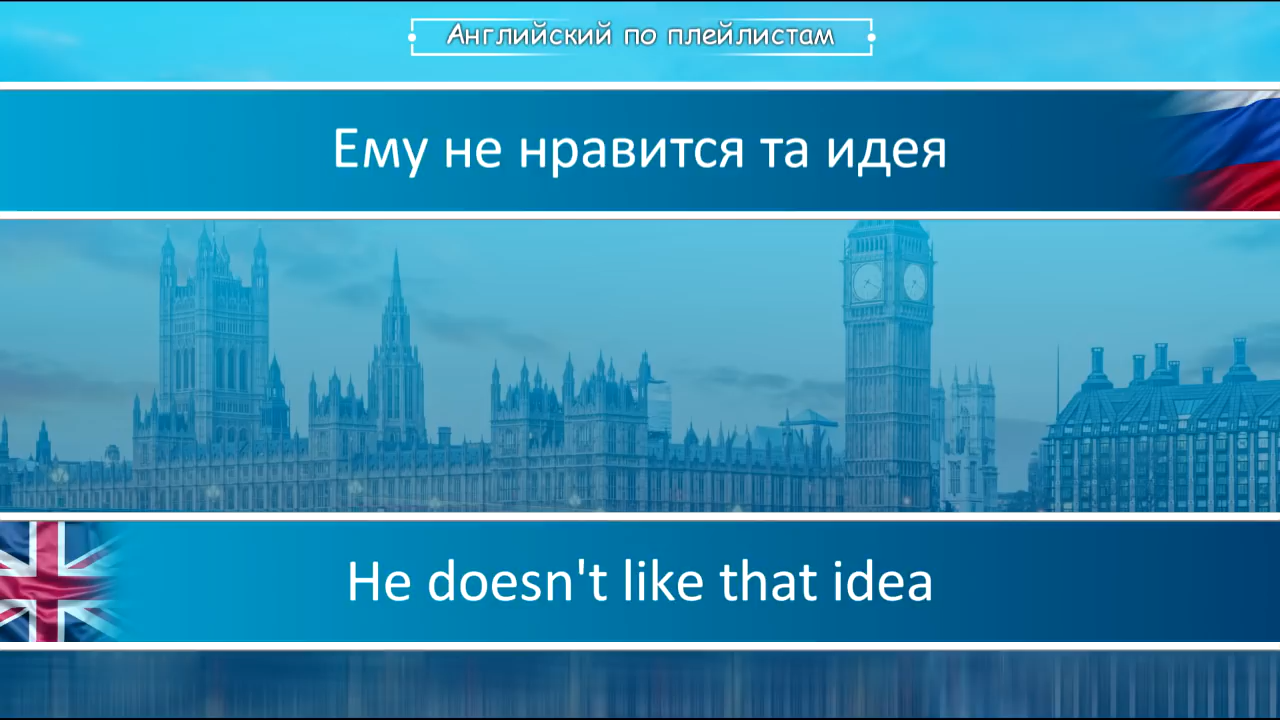 Английский по плейлистам
Ему не нравится та идея
He doesn't like that idea